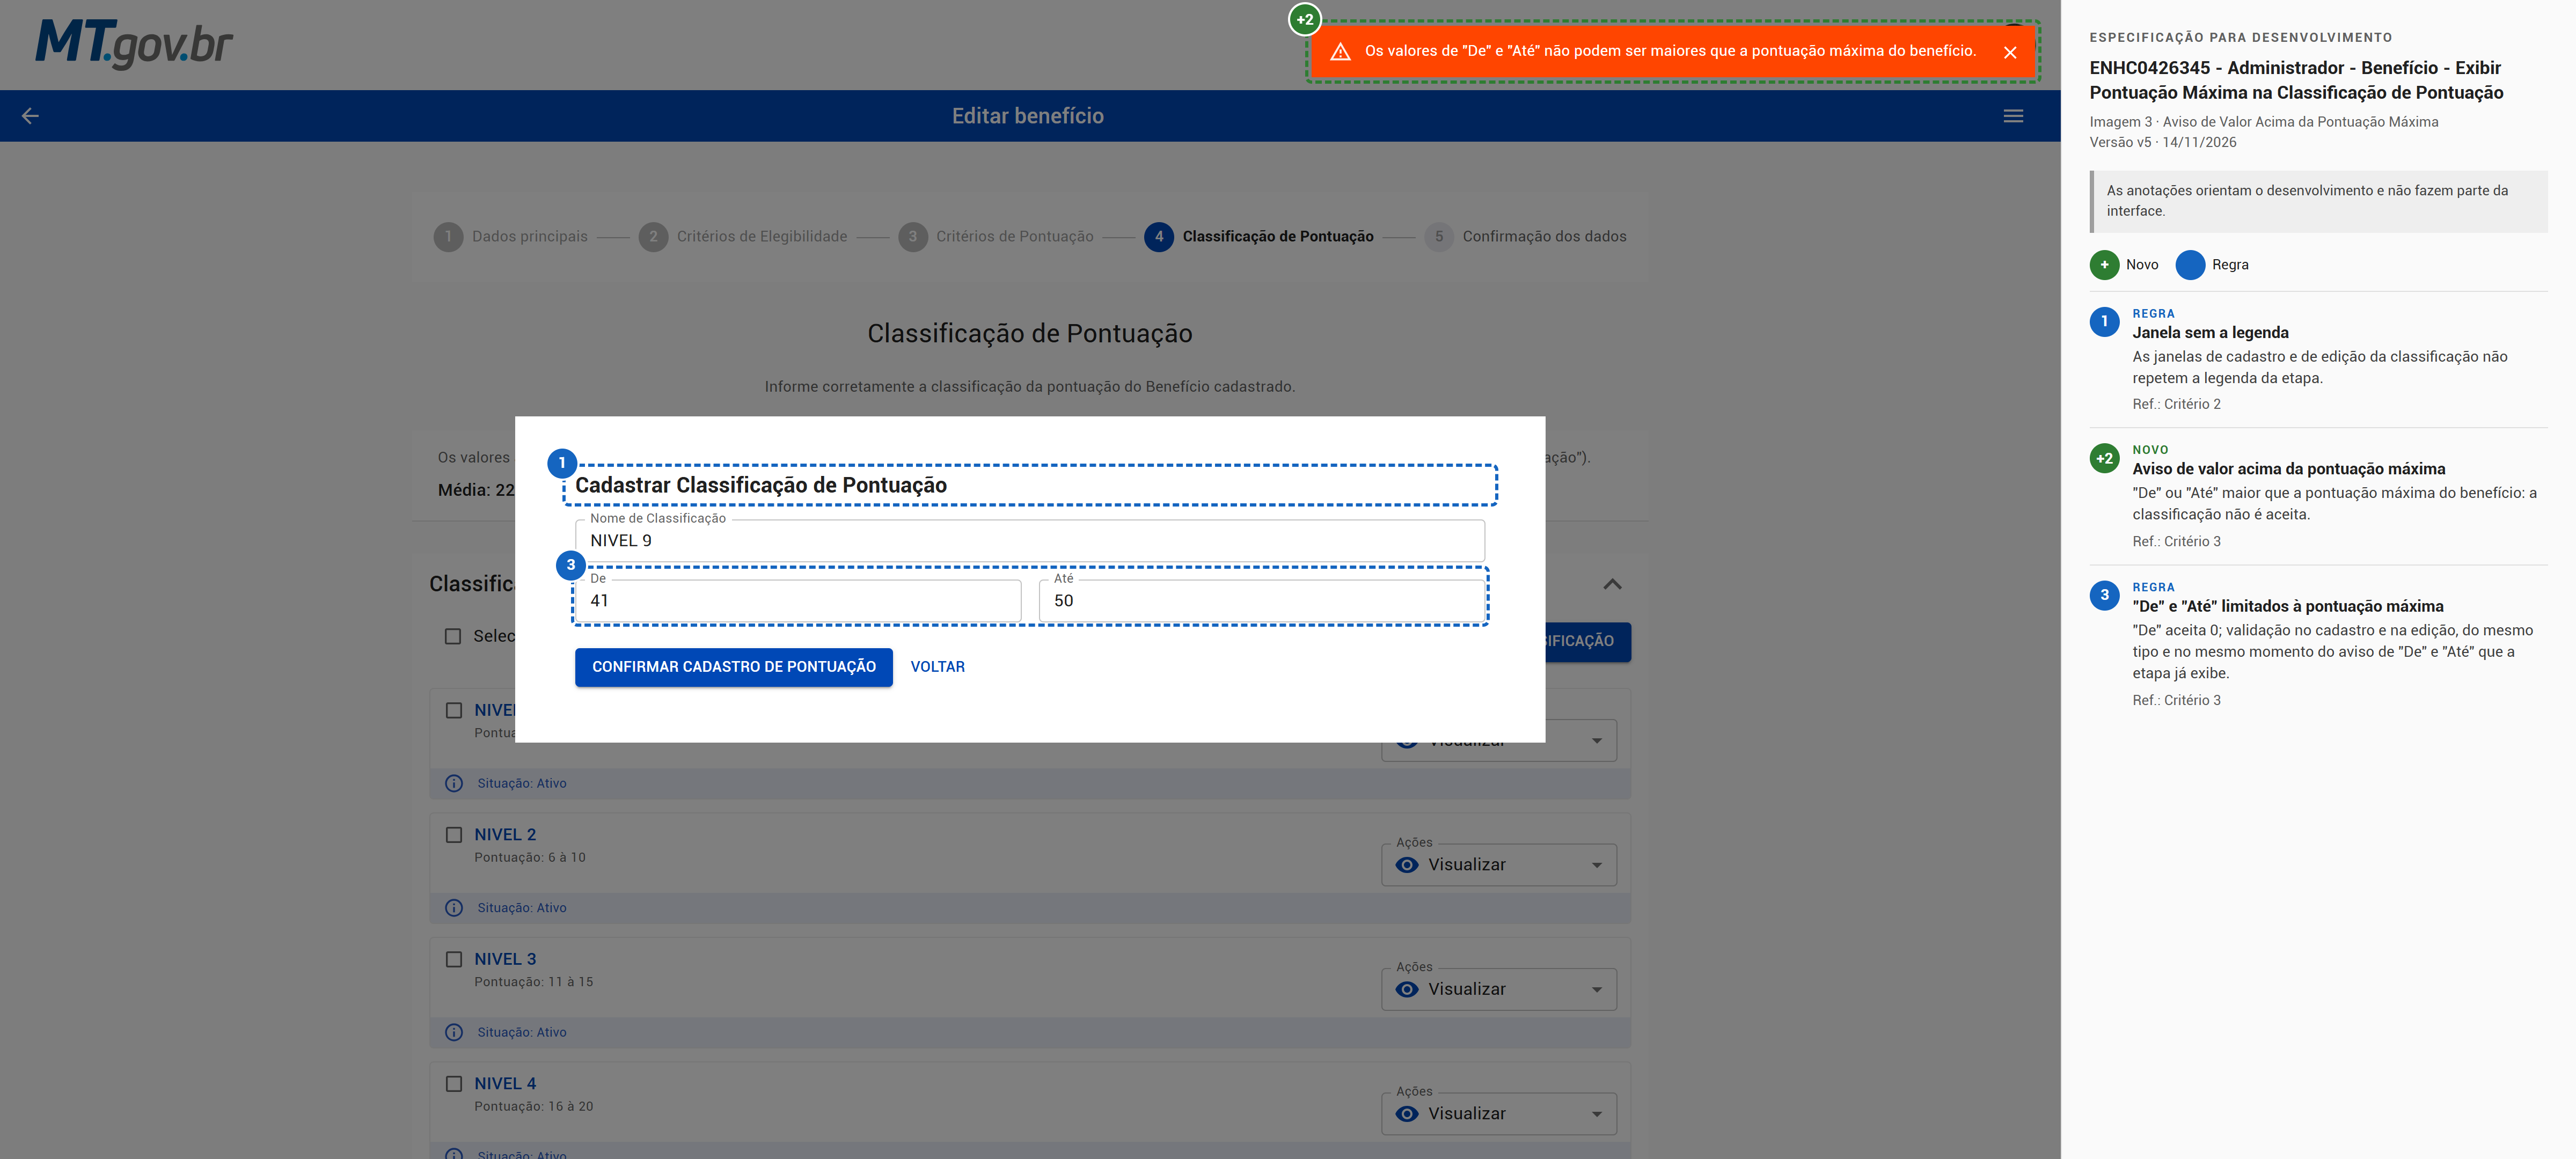 MT.gov.br
+2
Os valores de "De" e "Até" não podem ser maiores que a pontuação máxima do benefício.
Editar benefício
1 Dados principais
2 Critérios de Elegibilidade
3 Critérios de Pontuação
4 Classificação de Pontuação
5 Confirmação dos dados
Classificação de Pontuação
Informe corretamente a classificação da pontuação do Benefício cadastrado.
Os valores
ação").
Média: 22
1
Cadastrar Classificação de Pontuação
Nome de Classificação
NIVEL 9
3
De
41
Até
50
CONFIRMAR CADASTRO DE PONTUAÇÃO
VOLTAR
NIVEL 2
Pontuação: 6 à 10
Ações
Visualizar
Situação: Ativo
Situação: Ativo
NIVEL 3
Pontuação: 11 à 15
Ações
Visualizar
Situação: Ativo
NIVEL 4
Pontuação: 16 à 20
Ações
Visualizar
ESPECIFICAÇÃO PARA DESENVOLVIMENTO
ENHC0426345 - Administrador - Benefício - Exibir
Pontuação Máxima na Classificação de Pontuação
Imagem 3 · Aviso de Valor Acima da Pontuação Máxima
Versão v5 · 14/11/2026
As anotações orientam o desenvolvimento e não fazem parte da
interface.
+ Novo
Regra
1 REGRA
Janela sem a legenda
As janelas de cadastro e de edição da classificação não
repetem a legenda da etapa.
Ref.: Critério 2
+2 NOVO
Aviso de valor acima da pontuação máxima
"De" ou "Até" maior que a pontuação máxima do benefício: a
classificação não é aceita.
Ref.: Critério 3
3 REGRA
"De" e "Até" limitados à pontuação máxima
"De" aceita 0; validação no cadastro e na edição, do mesmo
tipo e no mesmo momento do aviso de "De" e "Até" que a
etapa já exibe.
Ref.: Critério 3